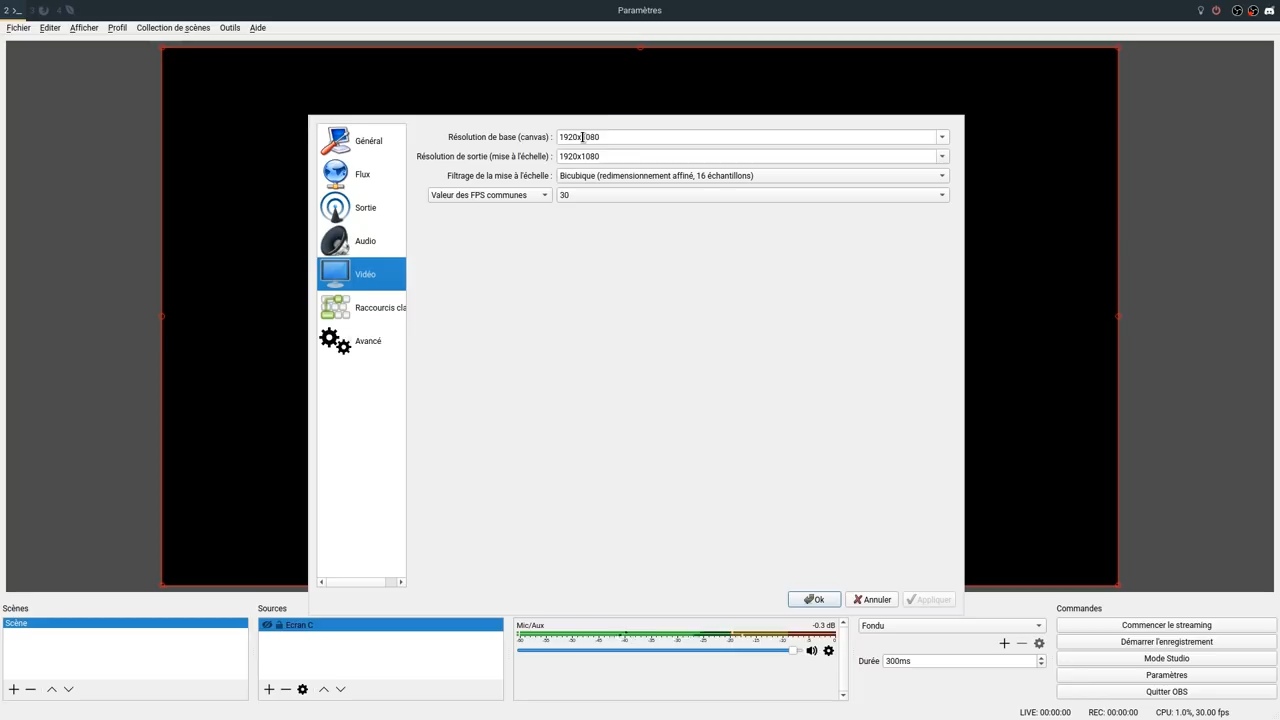 2
3
4
Paramètres
Fichier Editer Afficher Profil Collection de scènes Outils Aide
Général
Flux
Sortie
Audio
Vidéo
Raccourcis cla
Avancé
Résolution de base (canvas) : 1920x1080
Résolution de sortie (mise à l'échelle) : 1920x1080
Filtrage de la mise à l'échelle : Bicubique (redimensionnement affiné, 16 échantillons)
Valeur des FPS communes 30
Ok Annuler Appliquer
Scènes
Scène
Sources
Ecran C
Mic/Aux -0.3 dB
Fondu
Durée 300ms
Commandes
Commencer le streaming
Démarrer l'enregistrement
Mode Studio
Paramètres
Quitter OBS
LIVE: 00:00:00 REC: 00:00:00 CPU: 1.0%, 30.00 fps